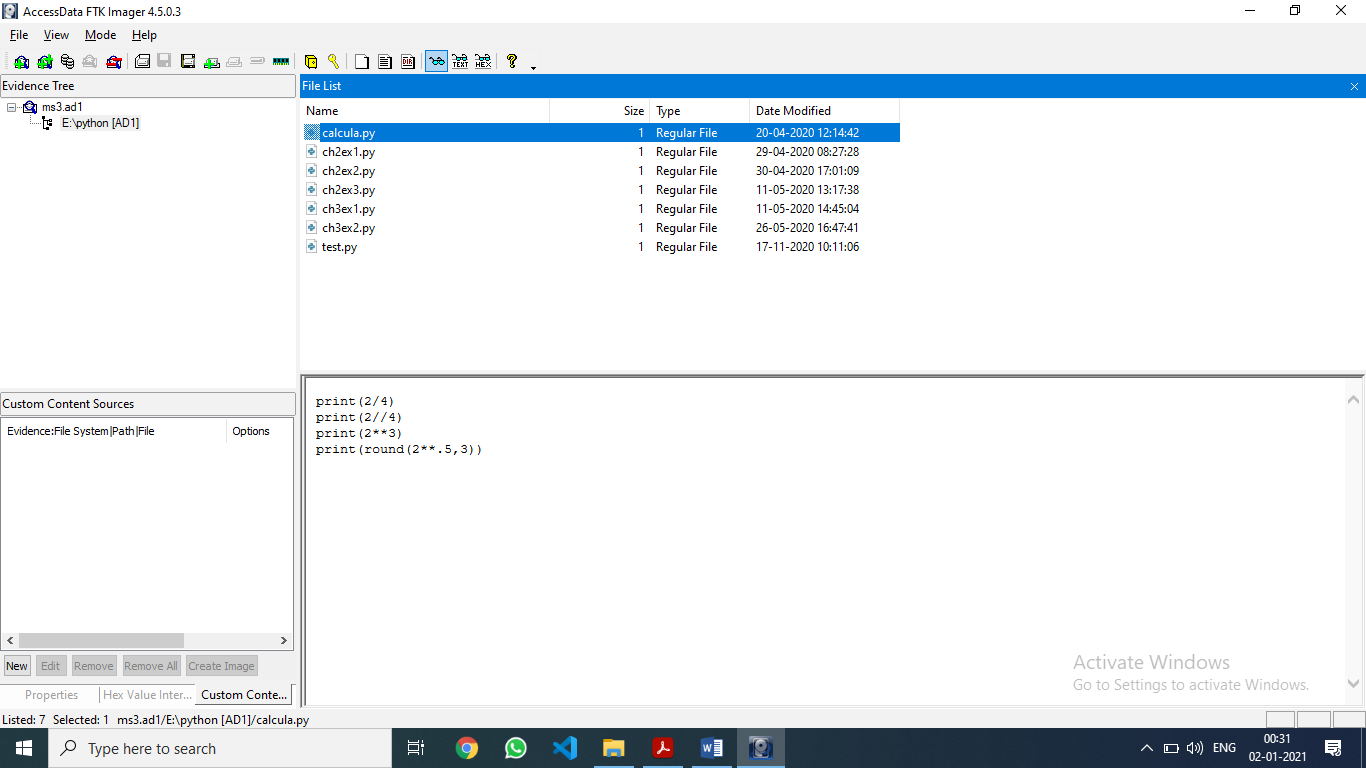 AccessData FTK Imager 4.5.0.3
File View Mode Help
Evidence Tree
ms3.ad1
E:\python [AD1]
File List
Name Size Type Date Modified
calcula.py 1 Regular File 20-04-2020 12:14:42
ch2ex1.py 1 Regular File 29-04-2020 08:27:28
ch2ex2.py 1 Regular File 30-04-2020 17:01:09
ch2ex3.py 1 Regular File 11-05-2020 13:17:38
ch3ex1.py 1 Regular File 11-05-2020 14:45:04
ch3ex2.py 1 Regular File 26-05-2020 16:47:41
test.py 1 Regular File 17-11-2020 10:11:06
Custom Content Sources
Evidence:File System|Path|File Options
New Edit Remove Remove All Create Image
Properties Hex Value Inter... Custom Conte...
print(2/4)
print(2//4)
print(2**3)
print(round(2**.5,3))
Activate Windows
Go to Settings to activate Windows.
Listed: 7 Selected: 1 ms3.ad1/E:\python [AD1]/calcula.py
Type here to search
ENG
00:31
02-01-2021